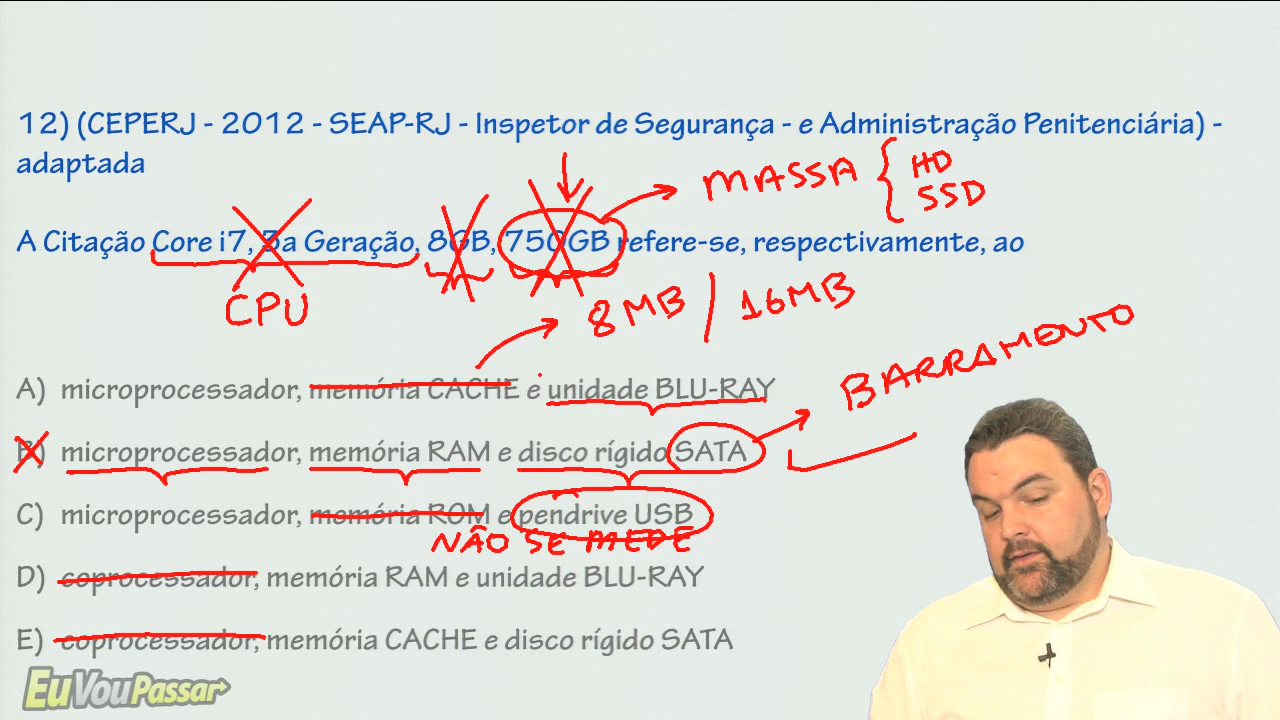 12) (CEPERJ - 2012 - SEAP-RJ - Inspetor de Segurança - e Administração Penitenciária) -
adaptada
MASSA { HD
SSD
A Citação Core i7, 3a Geração, 8GB, 750GB refere-se, respectivamente, ao
CPU
8MB / 16MB
BARRAMENTO
A) microprocessador, memória CACHE e unidade BLU-RAY
B) microprocessador, memória RAM e disco rígido SATA
C) microprocessador, memória ROM e pendrive USB
NÃO SE MEDE
D) coprocessador, memória RAM e unidade BLU-RAY
E) coprocessador, memória CACHE e disco rígido SATA
EuVouPassar